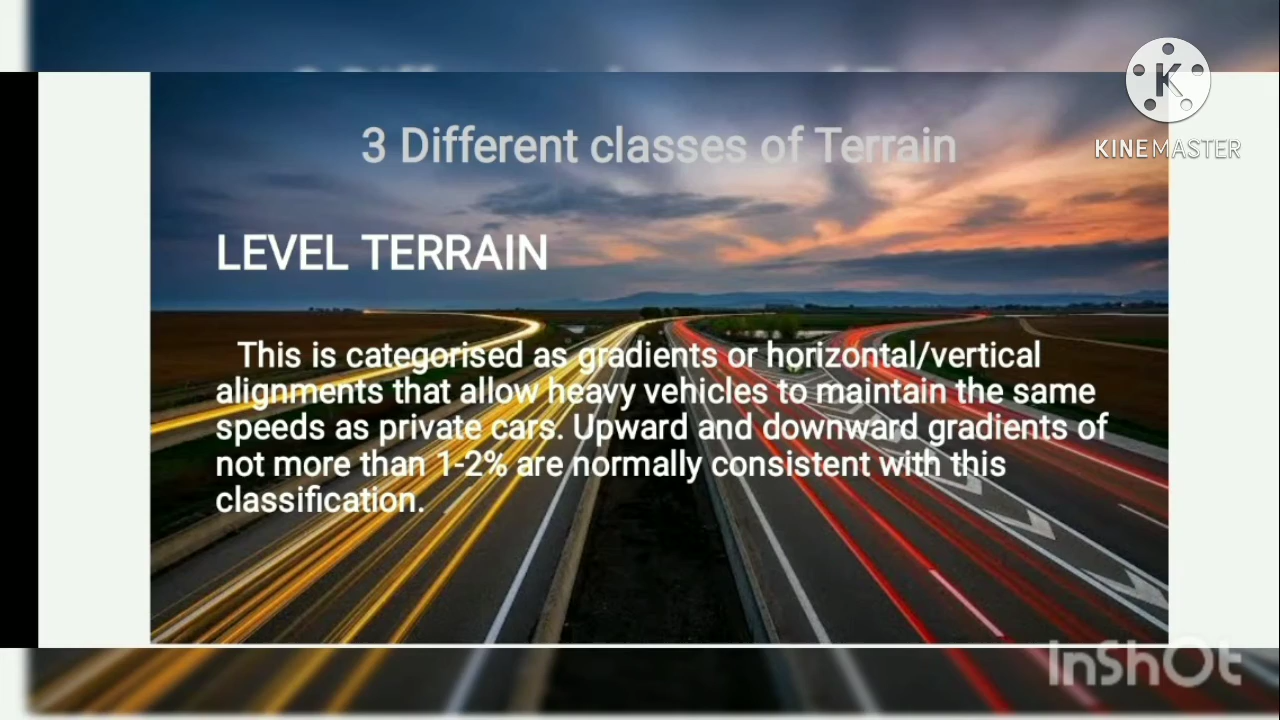 K
KINEMASTER
3 Different classes of Terrain
LEVEL TERRAIN
This is categorised as gradients or horizontal/vertical
alignments that allow heavy vehicles to maintain the same
speeds as private cars. Upward and downward gradients of
not more than 1-2% are normally consistent with this
classification.
InShOt